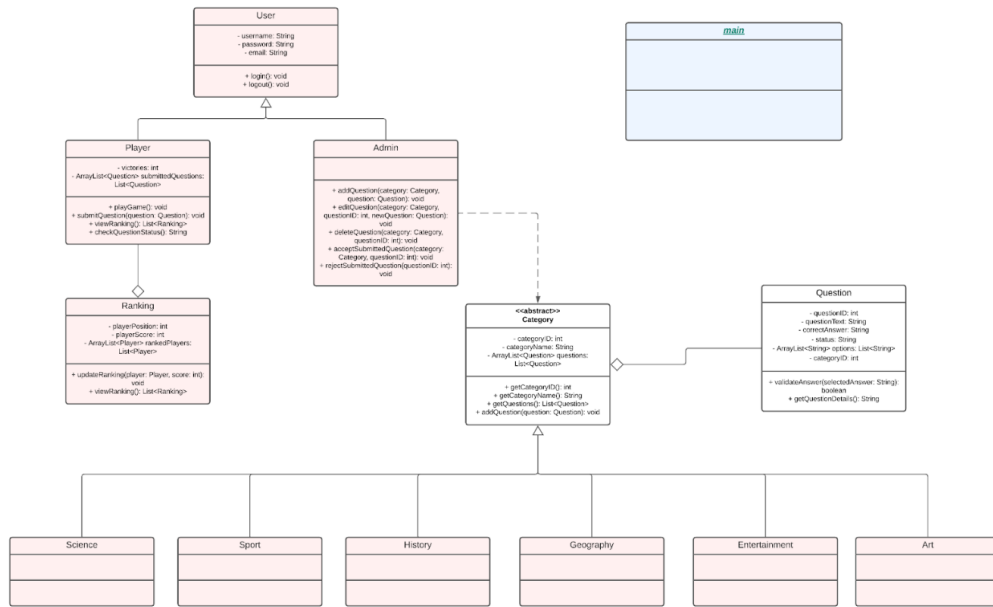 User
- username: String
- password: String
- email: String
+ login(): void
+ logout(): void
main
Player
- victories: int
- ArrayList<Question> submittedQuestions:
List<Question>
+ playGame(): void
+ submitQuestion(question: Question): void
+ viewRanking(): List<Ranking>
+ checkQuestionStatus(): String
Admin
+ addQuestion(category: Category,
question: Question): void
+ editQuestion(category: Category,
questionID: int, newQuestion: Question):
void
+ deleteQuestion(category: Category,
questionID: int): void
+ acceptSubmittedQuestion(category:
Category, questionID: int): void
+ rejectSubmittedQuestion(questionID: int):
void
Ranking
- playerPosition: int
- playerScore: int
- ArrayList<Player> rankedPlayers:
List<Player>
+ updateRanking(player: Player, score: int):
void
+ viewRanking(): List<Ranking>
<<abstract>>
Category
- categoryID: int
- categoryName: String
- ArrayList<Question> questions:
List<Question>
+ getCategoryID(): int
+ getCategoryName(): String
+ getQuestions(): List<Question>
+ addQuestion(question: Question): void
Question
- questionID: int
- questionText: String
- correctAnswer: String
- status: String
- ArrayList<String> options: List<String>
- categoryID: int
+ validateAnswer(selectedAnswer: String):
boolean
+ getQuestionDetails(): String
Science
Sport
History
Geography
Entertainment
Art